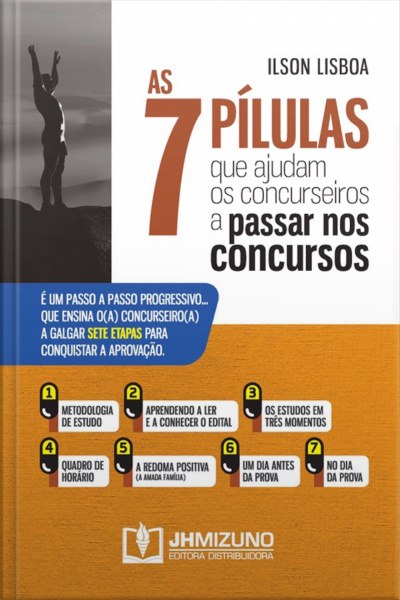 ILSON LISBOA
AS
7
PÍLULAS
que ajudam
os concurseiros
a passar nos
concursos
É UM PASSO A PASSO PROGRESSIVO...
QUE ENSINA O(A) CONCURSEIRO(A)
A GALGAR SETE ETAPAS PARA
CONQUISTAR A APROVAÇÃO.
1
METODOLOGIA
DE ESTUDO
2
APRENDENDO A LER
E A CONHECER O EDITAL
3
OS ESTUDOS EM
TRÊS MOMENTOS
4
QUADRO DE
HORÁRIO
5
A REDOMA POSITIVA
(A AMADA FAMÍLIA)
6
UM DIA ANTES
DA PROVA
7
NO DIA
DA PROVA
JHMIZUNO
EDITORA DISTRIBUIDORA